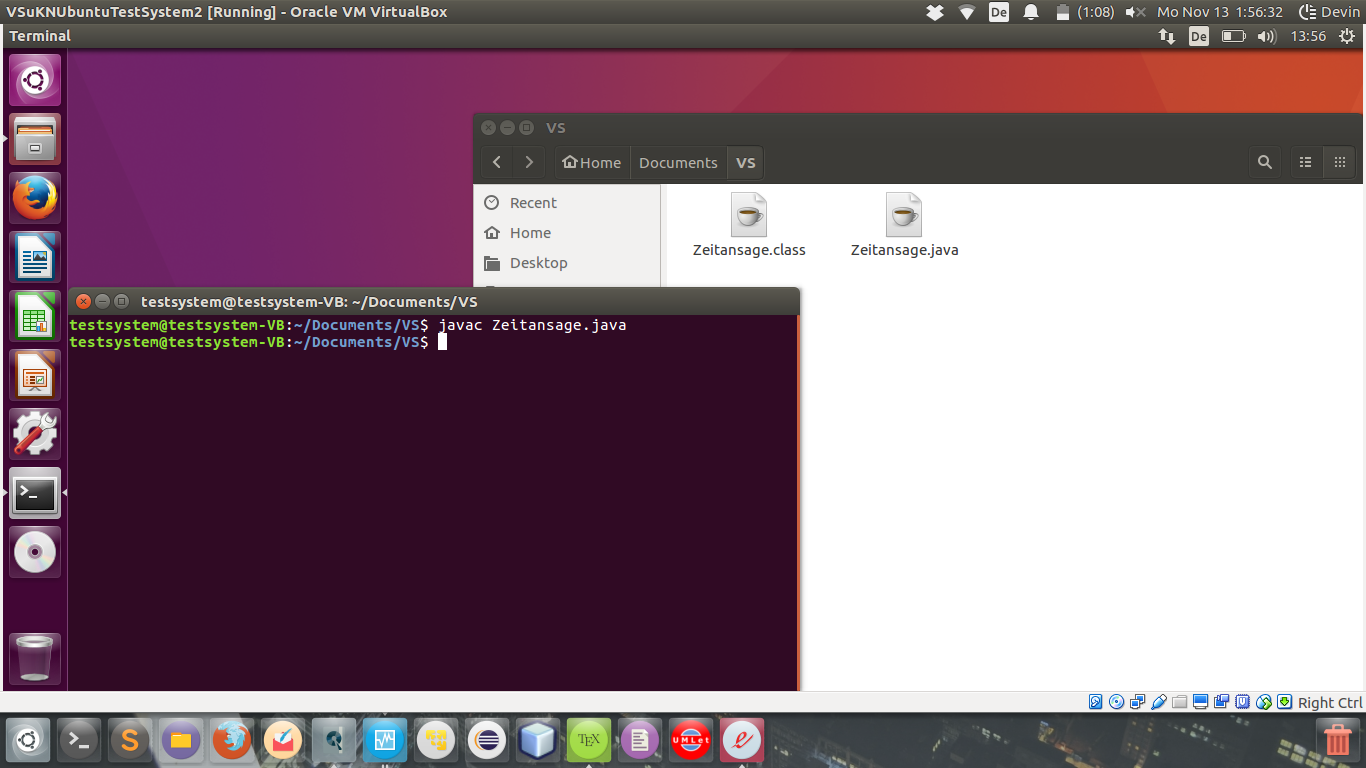 VSuKNUbuntuTestSystem2 [Running] - Oracle VM VirtualBox
De (1:08) Mo Nov 13 1:56:32 Devin
Terminal
De 13:56
VS
Home Documents VS
Recent
Home
Desktop
Zeitansage.class Zeitansage.java
testsystem@testsystem-VB: ~/Documents/VS
testsystem@testsystem-VB:~/Documents/VS$ javac Zeitansage.java
testsystem@testsystem-VB:~/Documents/VS$
Right Ctrl
S
TEX
UMLet
e